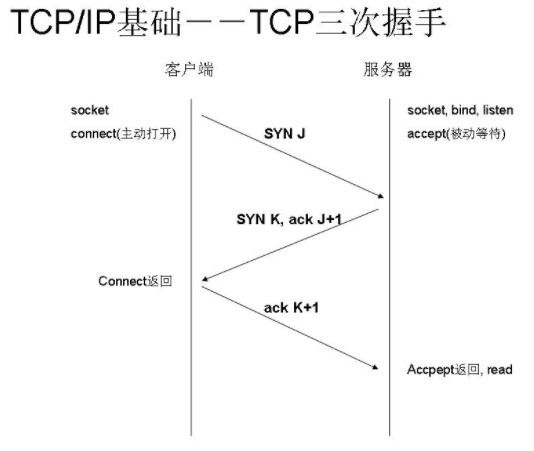 TCP/IP基础－－TCP三次握手
客户端 服务器
socket socket, bind, listen
connect(主动打开) SYN J accept(被动等待)
SYN K, ack J+1
Connect返回
ack K+1
Accpept返回, read